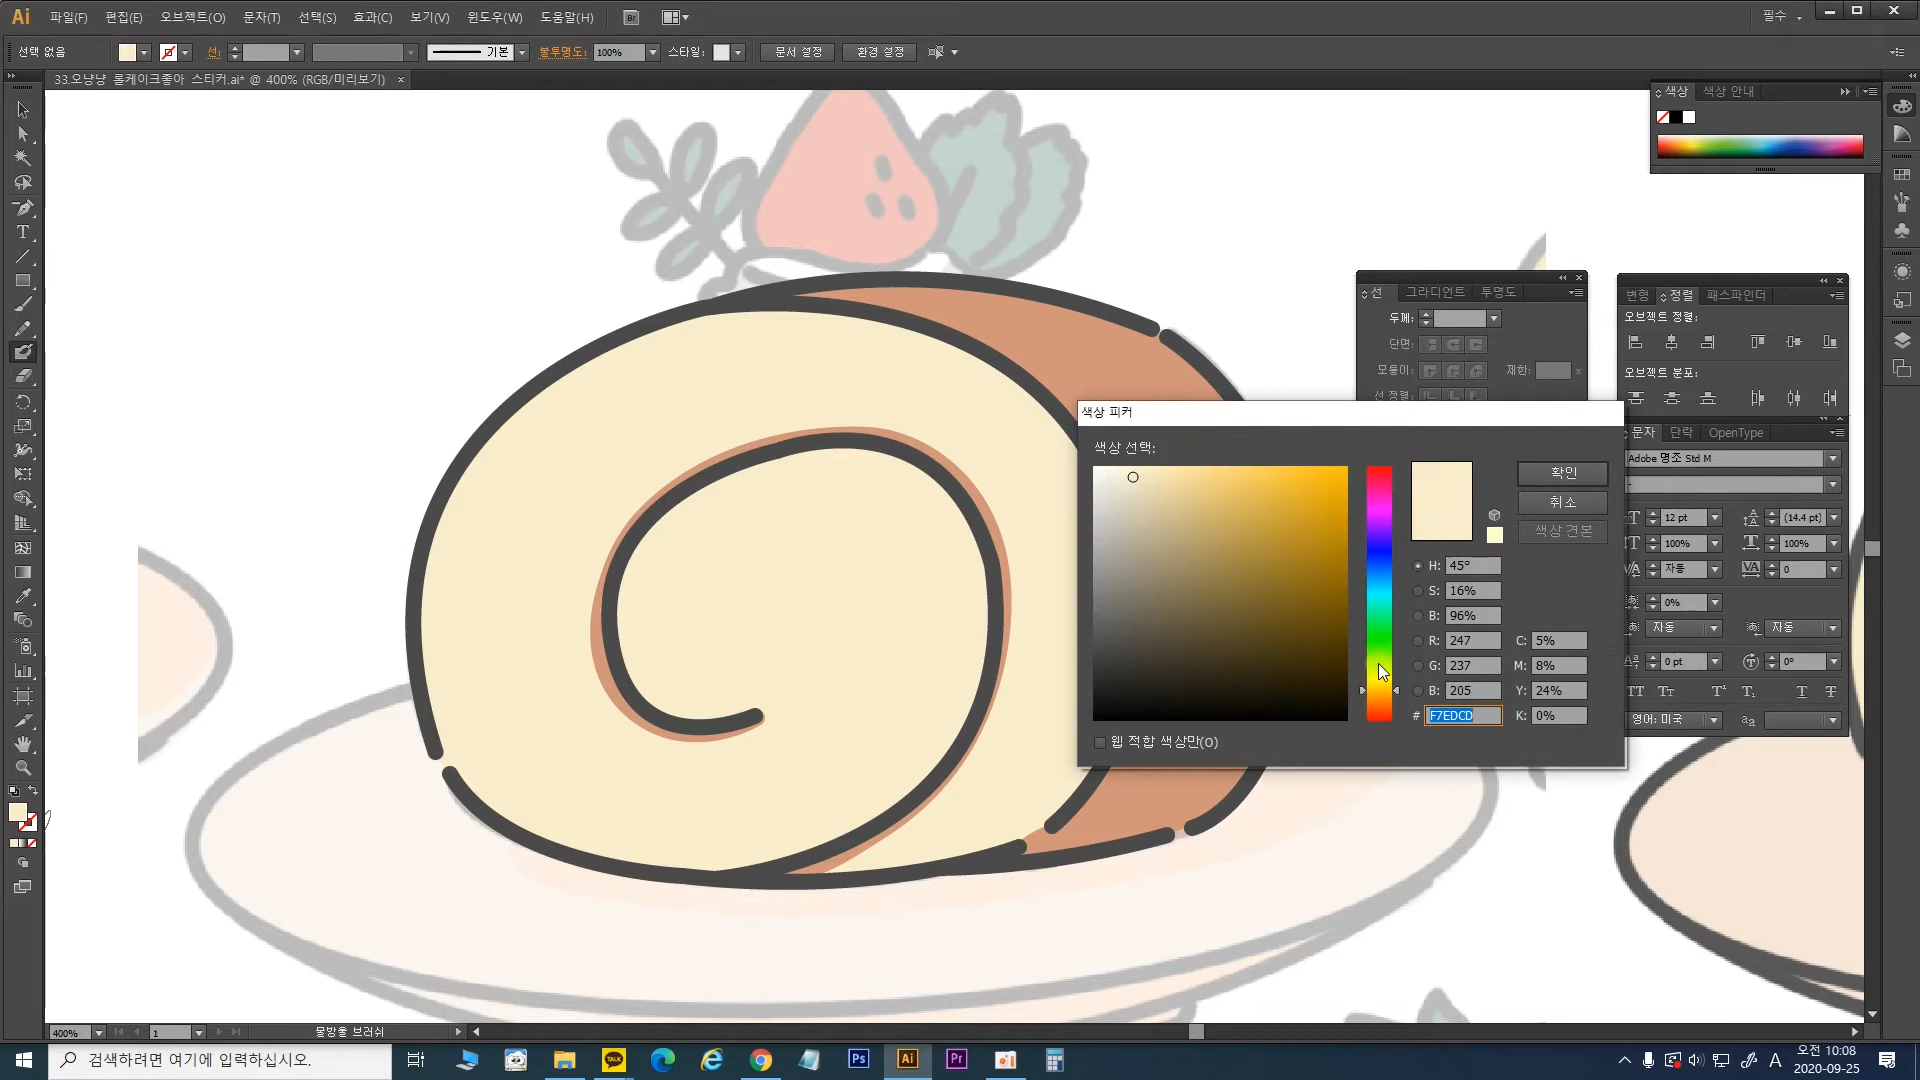 Ai 파일(F) 편집(E) 오브젝트(O) 문자(T) 선택(S) 효과(C) 보기(V) 윈도우(W) 도움말(H) Br 필수
선택 없음 선: 기본 불투명도: 100% 스타일: 문서 설정 환경 설정
33.오냥냥 롤케이크좋아 스티커.ai* @ 400% (RGB/미리보기)
색상 색상 안내
선 그라디언트 투명도
두께:
단면:
모퉁이: 제한: x
선 정렬:
변형 정렬 패스파인더
오브젝트 정렬:
오브젝트 분포:
색상 피커
색상 선택:
확인
취소
색상 견본
H: 45°
S: 16%
B: 96%
R: 247 C: 5%
G: 237 M: 8%
B: 205 Y: 24%
# F7EDCD K: 0%
웹 적합 색상만(O)
문자 단락 OpenType
Adobe 명조 Std M
-
12 pt (14.4 pt)
100% 100%
자동 0
0%
자동 자동
0 pt 0°
영어: 미국
400% 1 물방울 브러쉬
검색하려면 여기에 입력하십시오.
TALK Ps Ai Pr
A 오전 10:08
2020-09-25